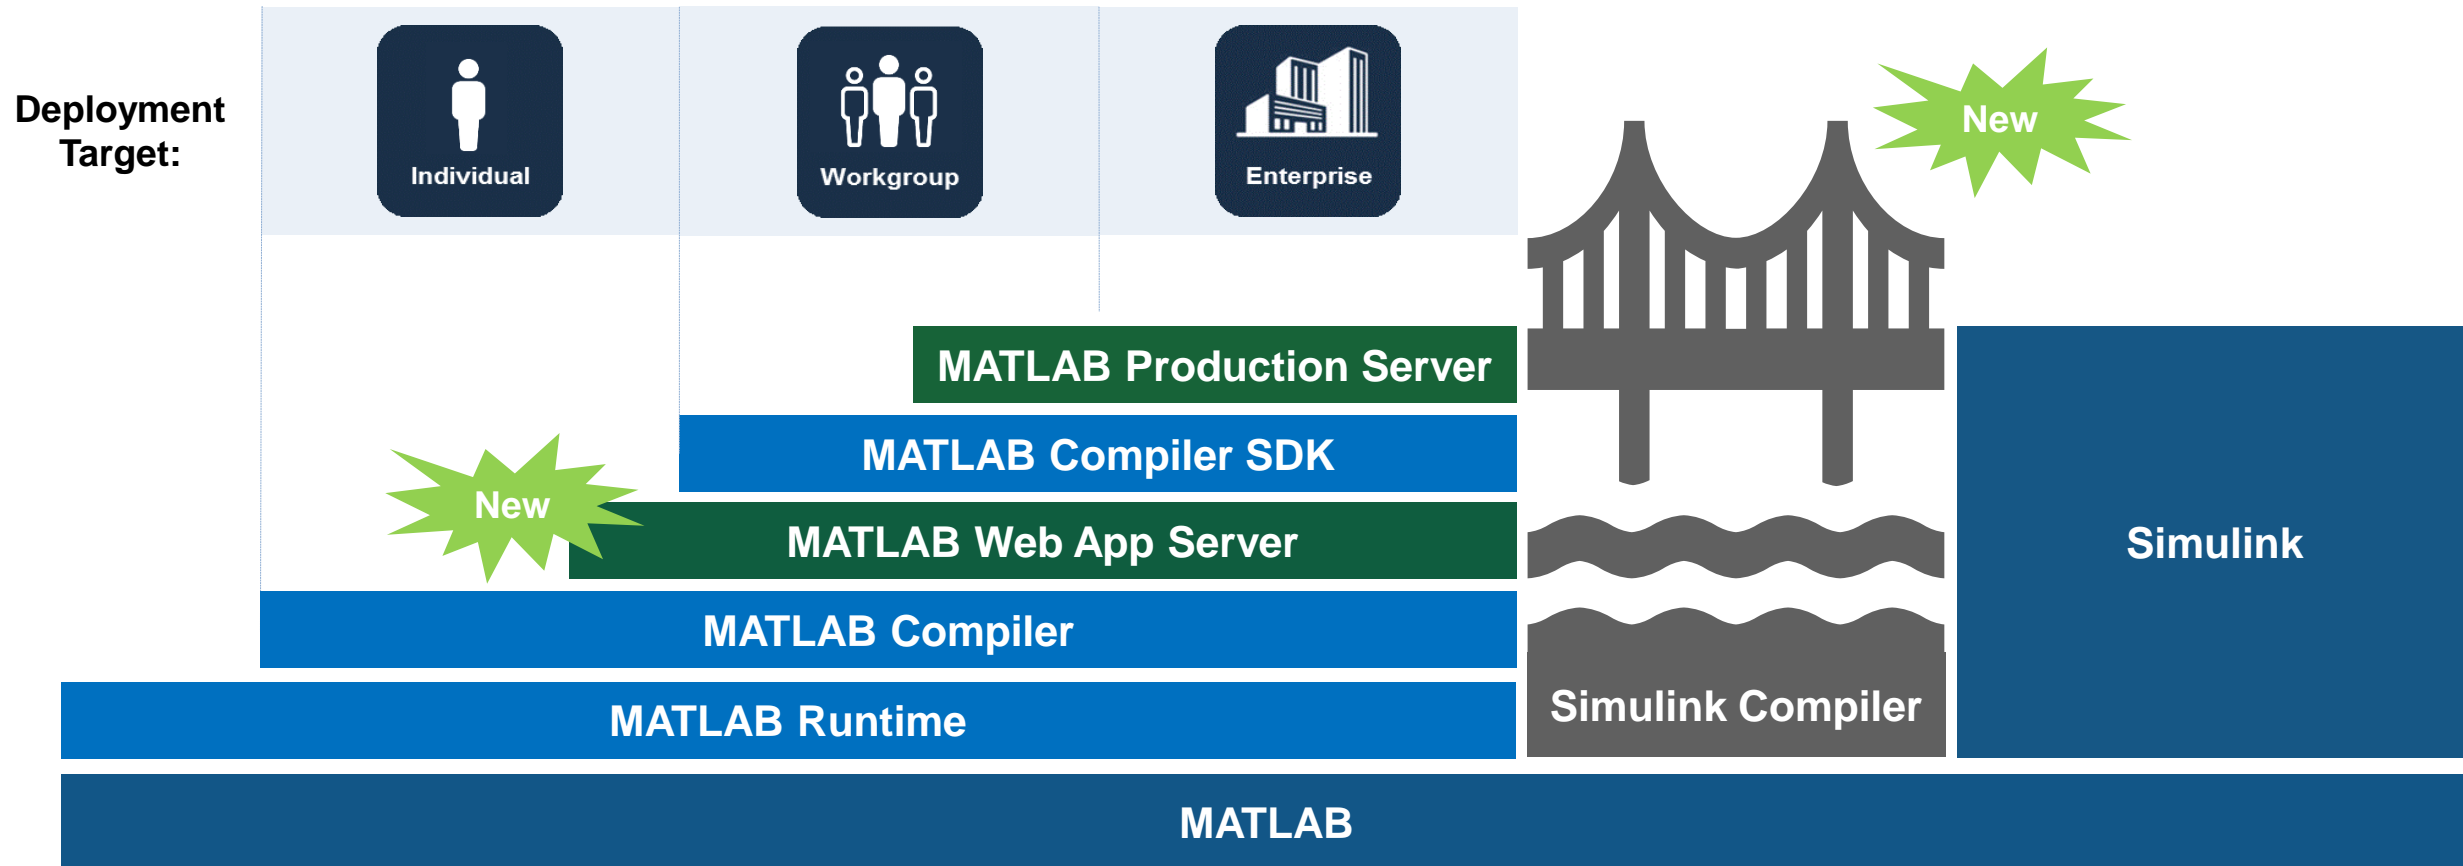 Deployment
Target:
Individual
Workgroup
Enterprise
New
MATLAB Production Server
MATLAB Compiler SDK
New
MATLAB Web App Server
Simulink
MATLAB Compiler
MATLAB Runtime
Simulink Compiler
MATLAB